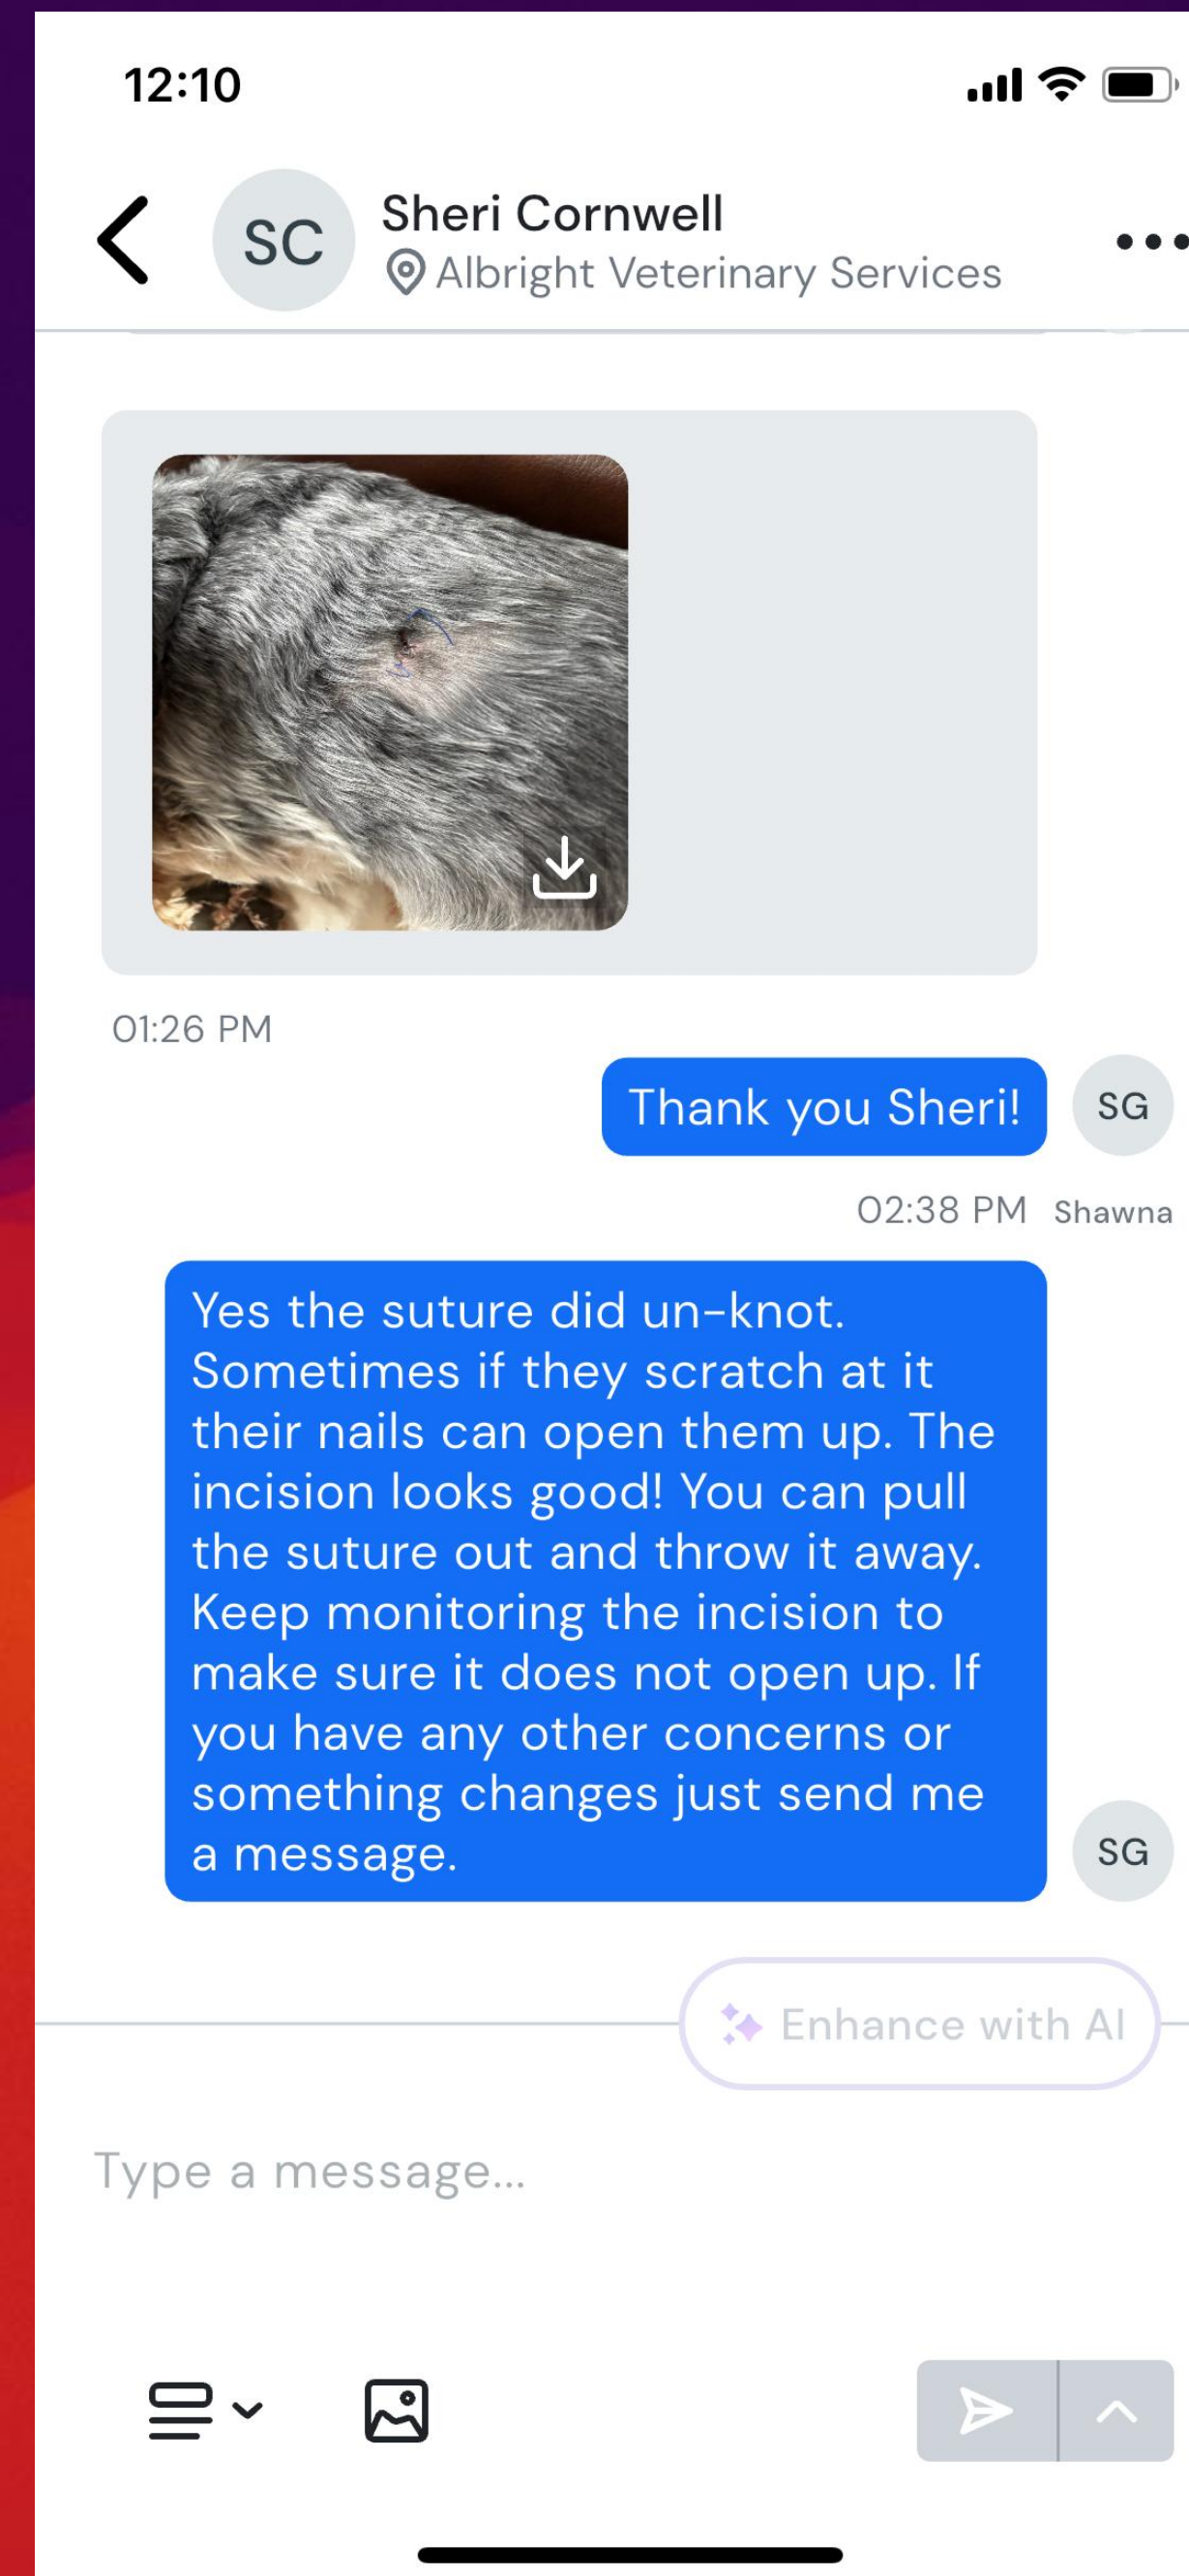 12:10
SC
Sheri Cornwell
Albright Veterinary Services
01:26 PM
Thank you Sheri!
SG
02:38 PM Shawna
Yes the suture did un-knot.
Sometimes if they scratch at it
their nails can open them up. The
incision looks good! You can pull
the suture out and throw it away.
Keep monitoring the incision to
make sure it does not open up. If
you have any other concerns or
something changes just send me
a message.
SG
Enhance with AI
Type a message...